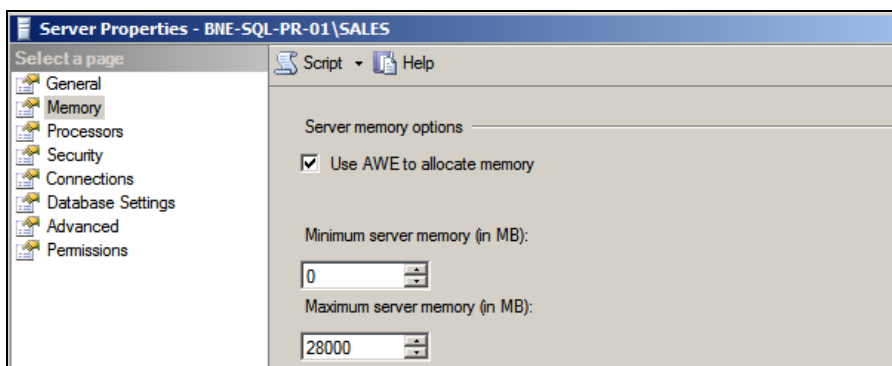 Server Properties - BNE-SQL-PR-01\SALES
Select a page
General
Memory
Processors
Security
Connections
Database Settings
Advanced
Permissions
Script Help
Server memory options
Use AWE to allocate memory
Minimum server memory (in MB):
0
Maximum server memory (in MB):
28000